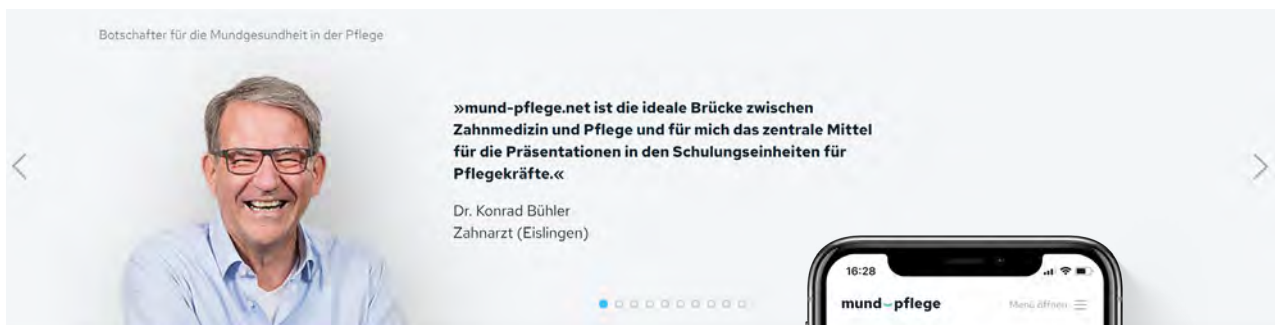 Botschafter für die Mundgesundheit in der Pflege
»mund-pflege.net ist die ideale Brücke zwischen
Zahnmedizin und Pflege und für mich das zentrale Mittel
für die Präsentationen in den Schulungseinheiten für
Pflegekräfte.«
Dr. Konrad Bühler
Zahnarzt (Eislingen)
16:28
mund pflege
Menü öffnen